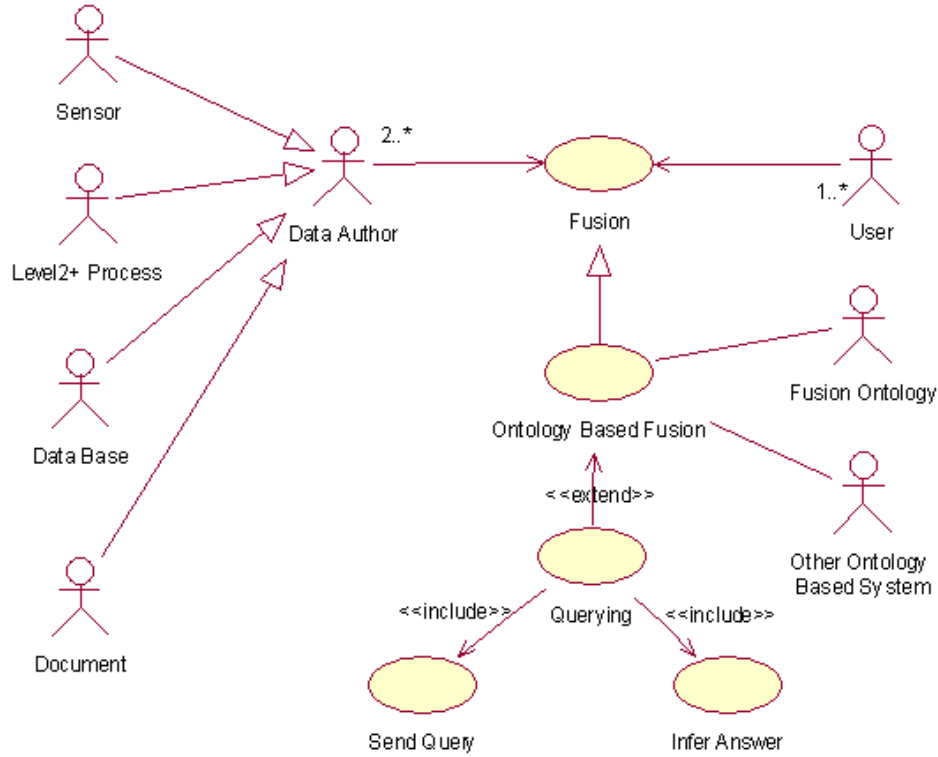 Sensor
2..*
Data Author
Fusion
1..*
User
Level2+ Process
Fusion Ontology
Data Base
Ontology Based Fusion
<<extend>>
Other Ontology
Based System
<<include>>
Querying
<<include>>
Document
Send Query
Infer Answer